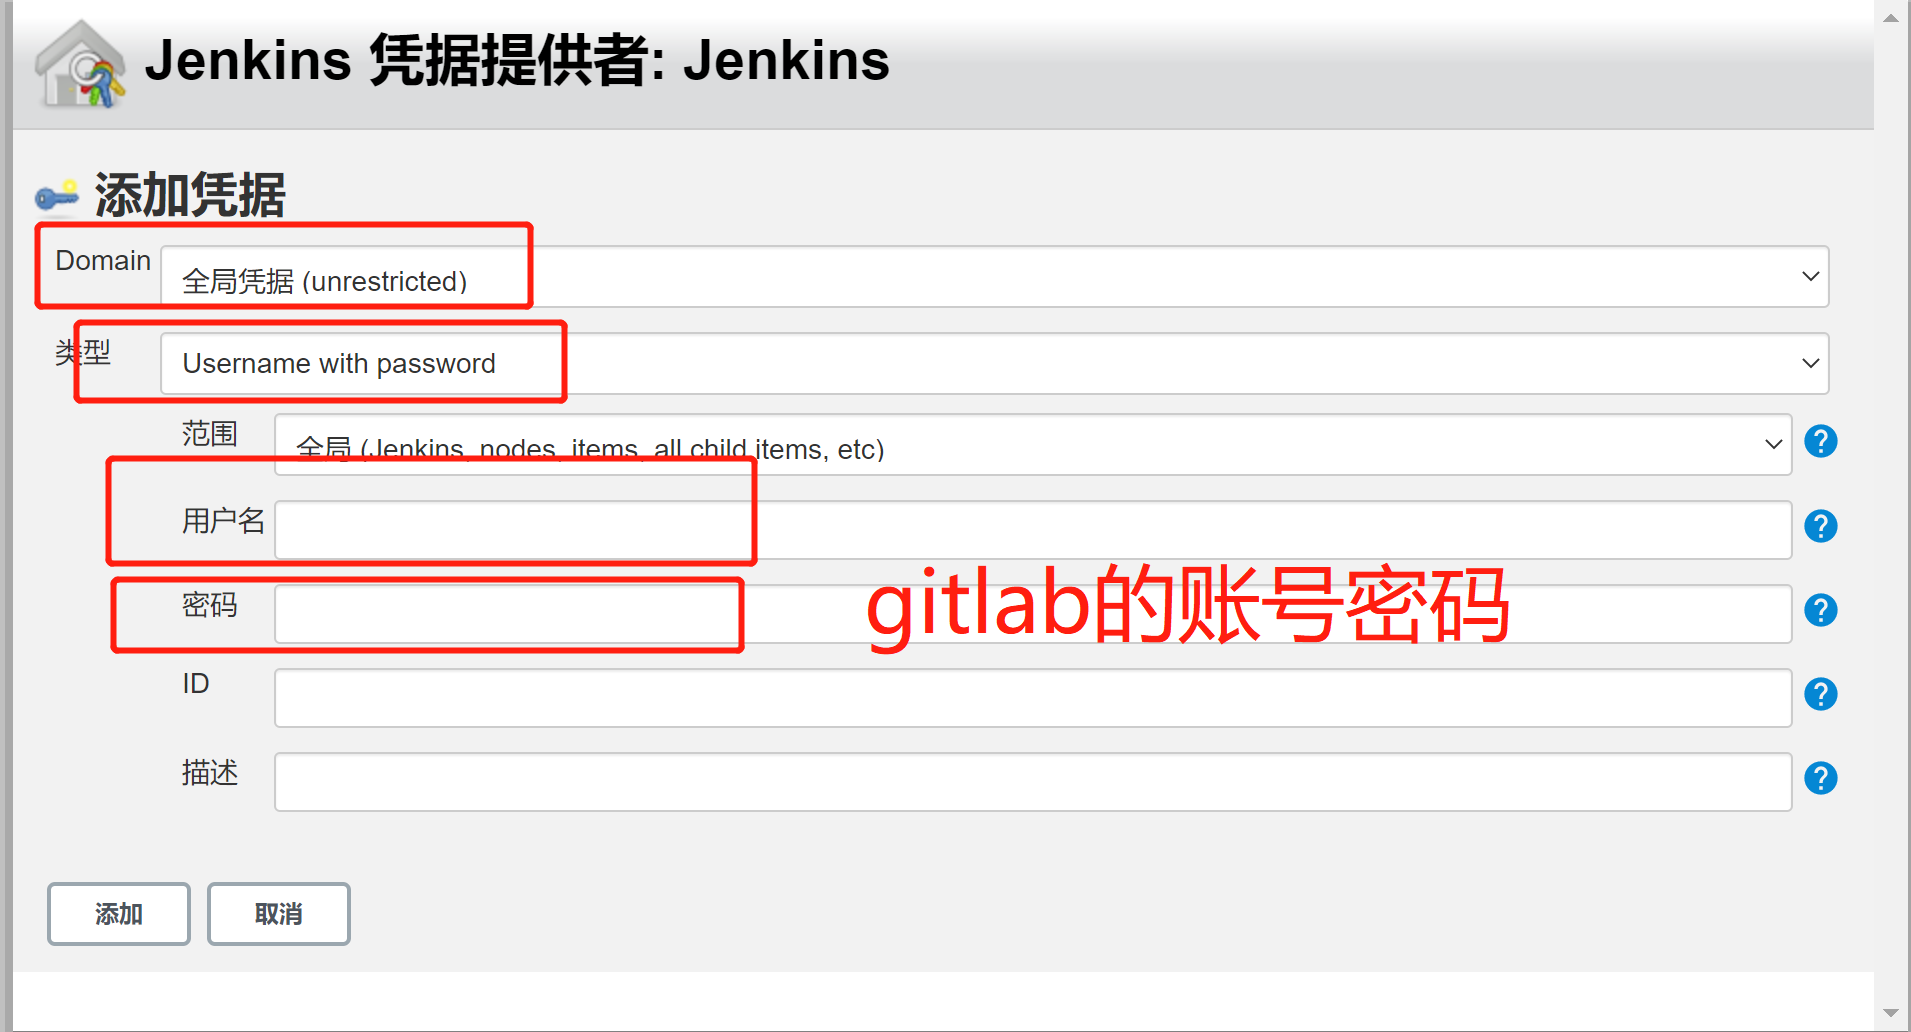 Jenkins 凭据提供者: Jenkins
添加凭据
Domain 全局凭据 (unrestricted)
类型 Username with password
范围 全局 (Jenkins, nodes, items, all child items, etc) ?
用户名 ?
密码 gitlab的账号密码 ?
ID ?
描述 ?
添加 取消